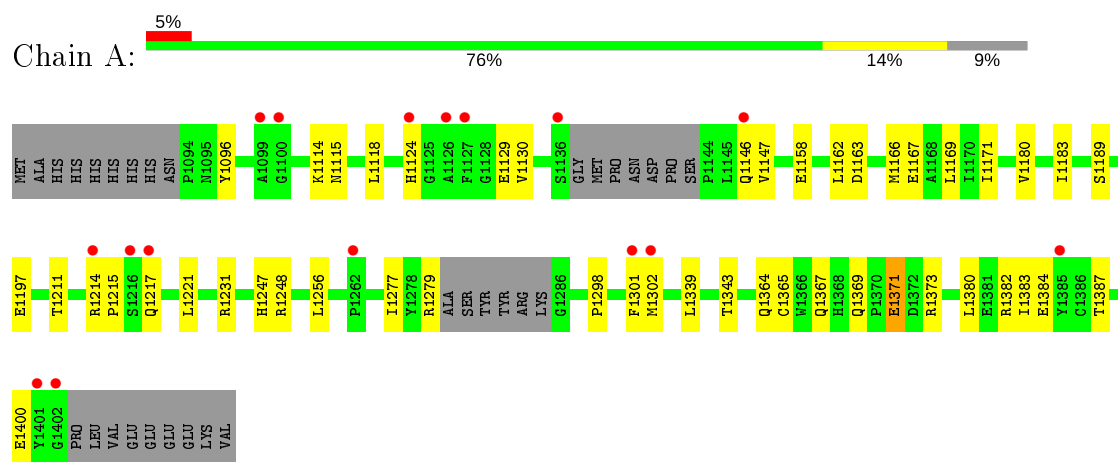 5%
Chain A:
76% 14% 9%
MET ALA HIS HIS HIS HIS HIS HIS ASN P1094 N1095 Y1096 A1099 G1100 K1114 N1115 L1118 H1124 G1125 A1126 F1127 G1128 E1129 V1130 S1136 GLY MET PRO ASN ASP PRO SER P1144 L1145 Q1146 V1147 E1158 L1162 D1163 M1166 E1167 A1168 L1169 I1170 I1171 V1180 I1183 S1189
E1197 T1211 R1214 P1215 S1216 Q1217 L1221 R1231 H1247 R1248 L1256 P1262 I1277 Y1278 R1279 ALA SER TYR TYR ARG LYS G1286 P1298 F1301 M1302 L1339 T1343 Q1364 C1365 W1366 Q1367 H1368 Q1369 P1370 E1371 D1372 R1373 L1380 E1381 R1382 I1383 E1384 Y1385 C1386 T1387
E1400 Y1401 G1402 PRO LEU VAL GLU GLU GLU GLU LYS VAL